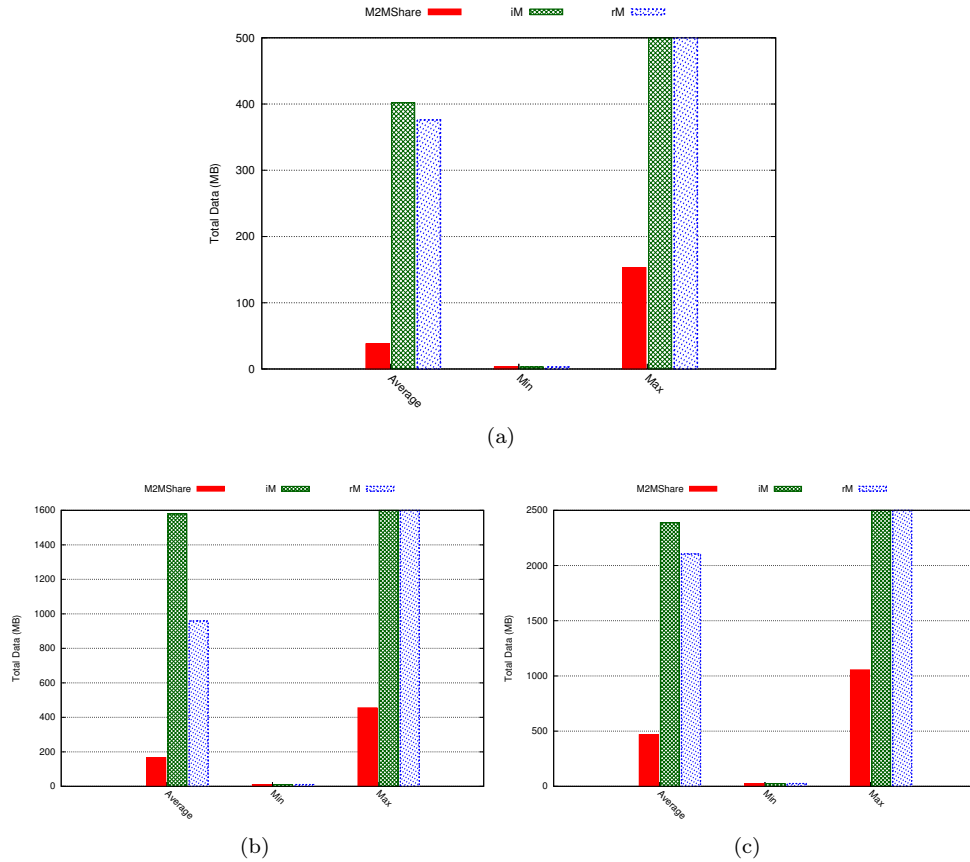 M2MShare iM rM
500
400
300
200
100
0
Total Data (MB)
Average Min Max
(a)
M2MShare iM rM
1600
1400
1200
1000
800
600
400
200
0
Total Data (MB)
Average Min Max
(b)
M2MShare iM rM
2500
2000
1500
1000
500
0
Total Data (MB)
Average Min Max
(c)